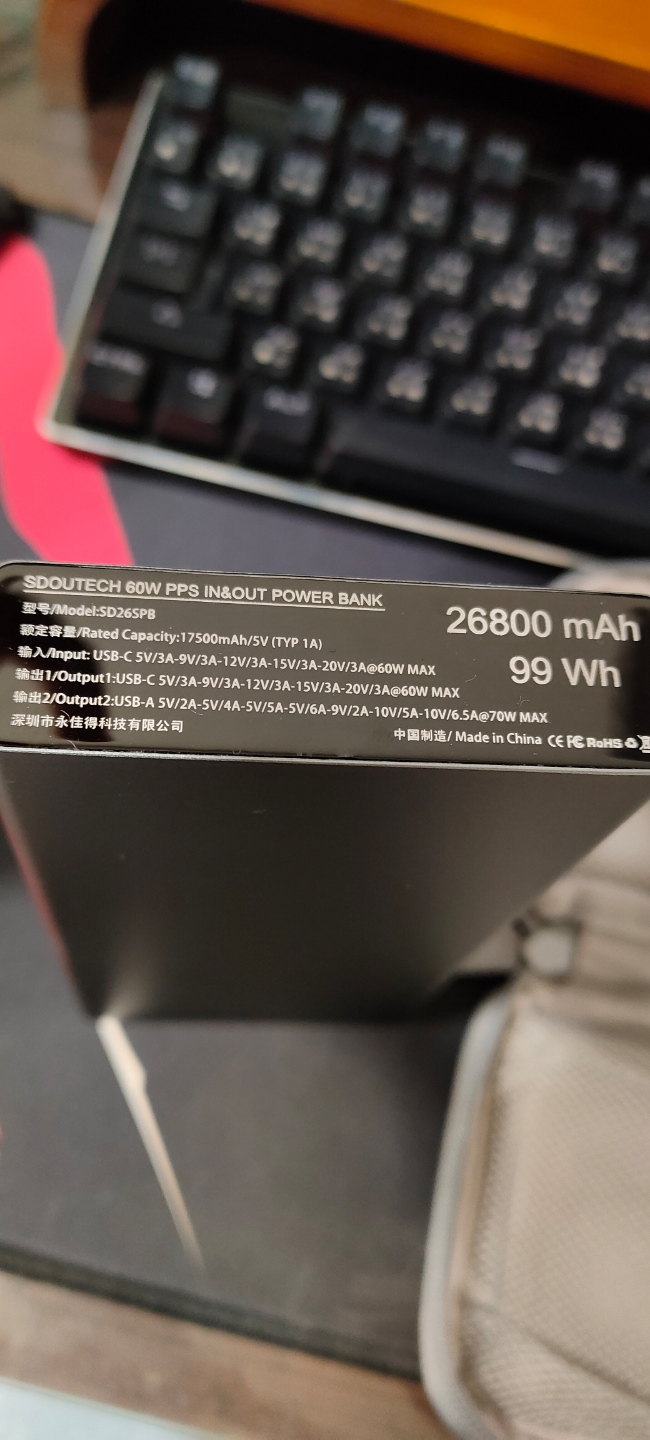 SDOUTECH 60W PPS IN&OUT POWER BANK
型号/Model:SD26SPB
额定容量/Rated Capacity:17500mAh/5V (TYP 1A)
输入/Input: USB-C 5V/3A-9V/3A-12V/3A-15V/3A-20V/3A@60W MAX
输出1/Output1:USB-C 5V/3A-9V/3A-12V/3A-15V/3A-20V/3A@60W MAX
输出2/Output2:USB-A 5V/2A-5V/4A-5V/5A-5V/6A-9V/2A-10V/5A-10V/6.5A@70W MAX
深圳市永佳得科技有限公司
26800 mAh
99 Wh
中国制造/ Made in China CE FC RoHS